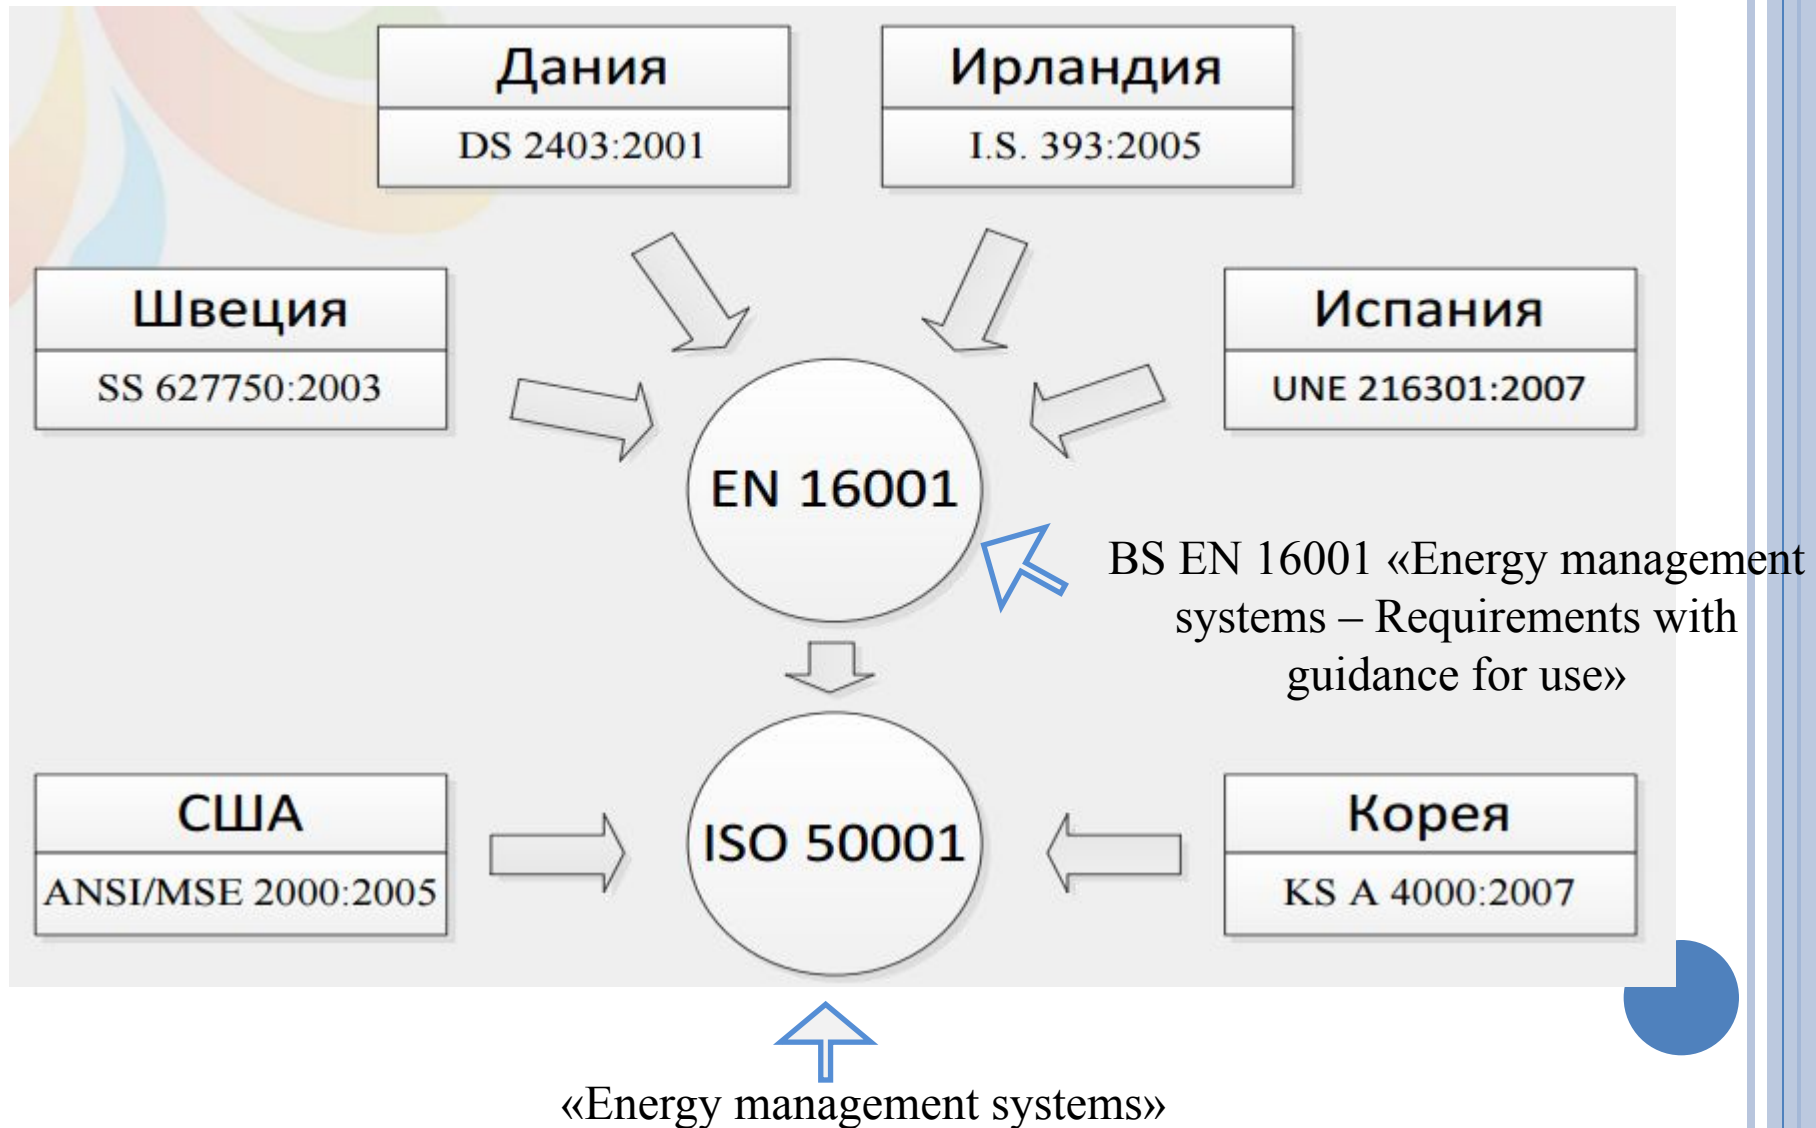 Дания
DS 2403:2001
Ирландия
I.S. 393:2005
Швеция
SS 627750:2003
Испания
UNE 216301:2007
EN 16001
BS EN 16001 «Energy management
systems – Requirements with
guidance for use»
США
ANSI/MSE 2000:2005
ISO 50001
Корея
KS A 4000:2007
«Energy management systems»